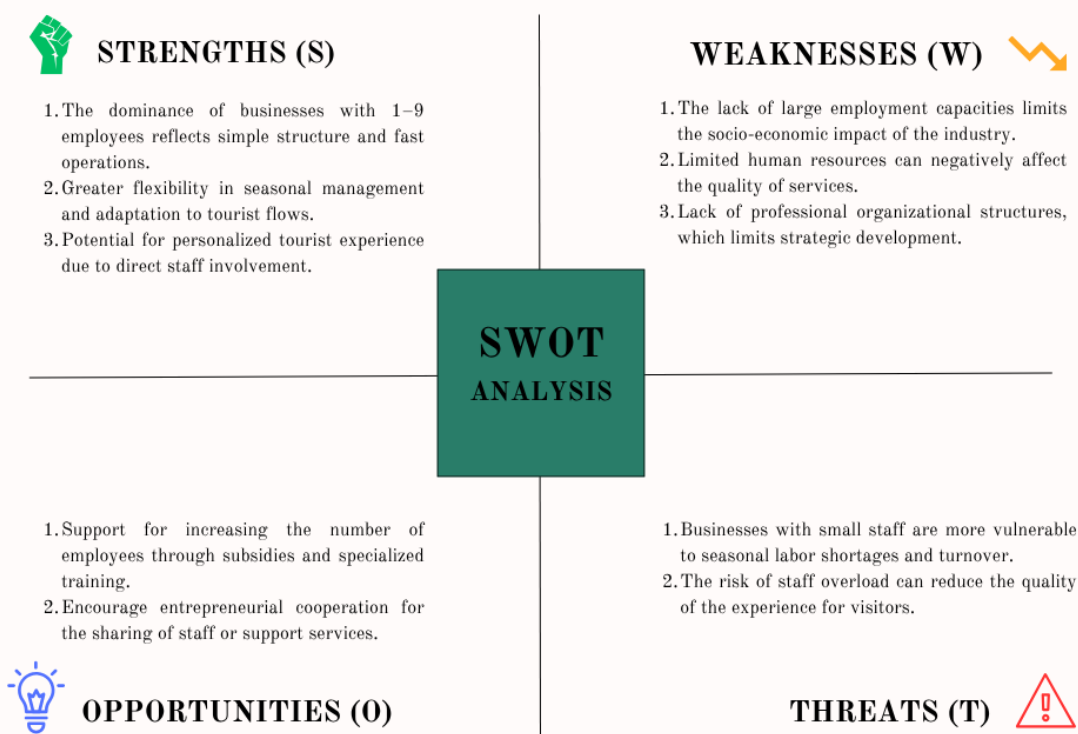 STRENGTHS (S)
1. The dominance of businesses with 1–9
employees reflects simple structure and fast
operations.
2. Greater flexibility in seasonal management
and adaptation to tourist flows.
3. Potential for personalized tourist experience
due to direct staff involvement.
WEAKNESSES (W)
1. The lack of large employment capacities limits
the socio-economic impact of the industry.
2. Limited human resources can negatively affect
the quality of services.
3. Lack of professional organizational structures,
which limits strategic development.
SWOT
ANALYSIS
1. Support for increasing the number of
employees through subsidies and specialized
training.
2. Encourage entrepreneurial cooperation for
the sharing of staff or support services.
OPPORTUNITIES (O)
1. Businesses with small staff are more vulnerable
to seasonal labor shortages and turnover.
2. The risk of staff overload can reduce the quality
of the experience for visitors.
THREATS (T)